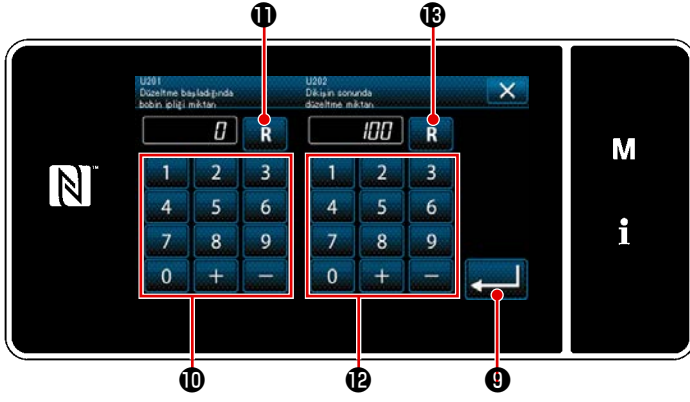 ⓫ ⓭
U201
Düzeltme başladığında
bobin ipliği miktarı
U202
Dikişin sonunda
düzeltme miktarı
0 R 100 R
1 2 3 1 2 3
4 5 6 4 5 6
7 8 9 7 8 9
0 + − 0 + −
M
i
❿ ⓬ ❾